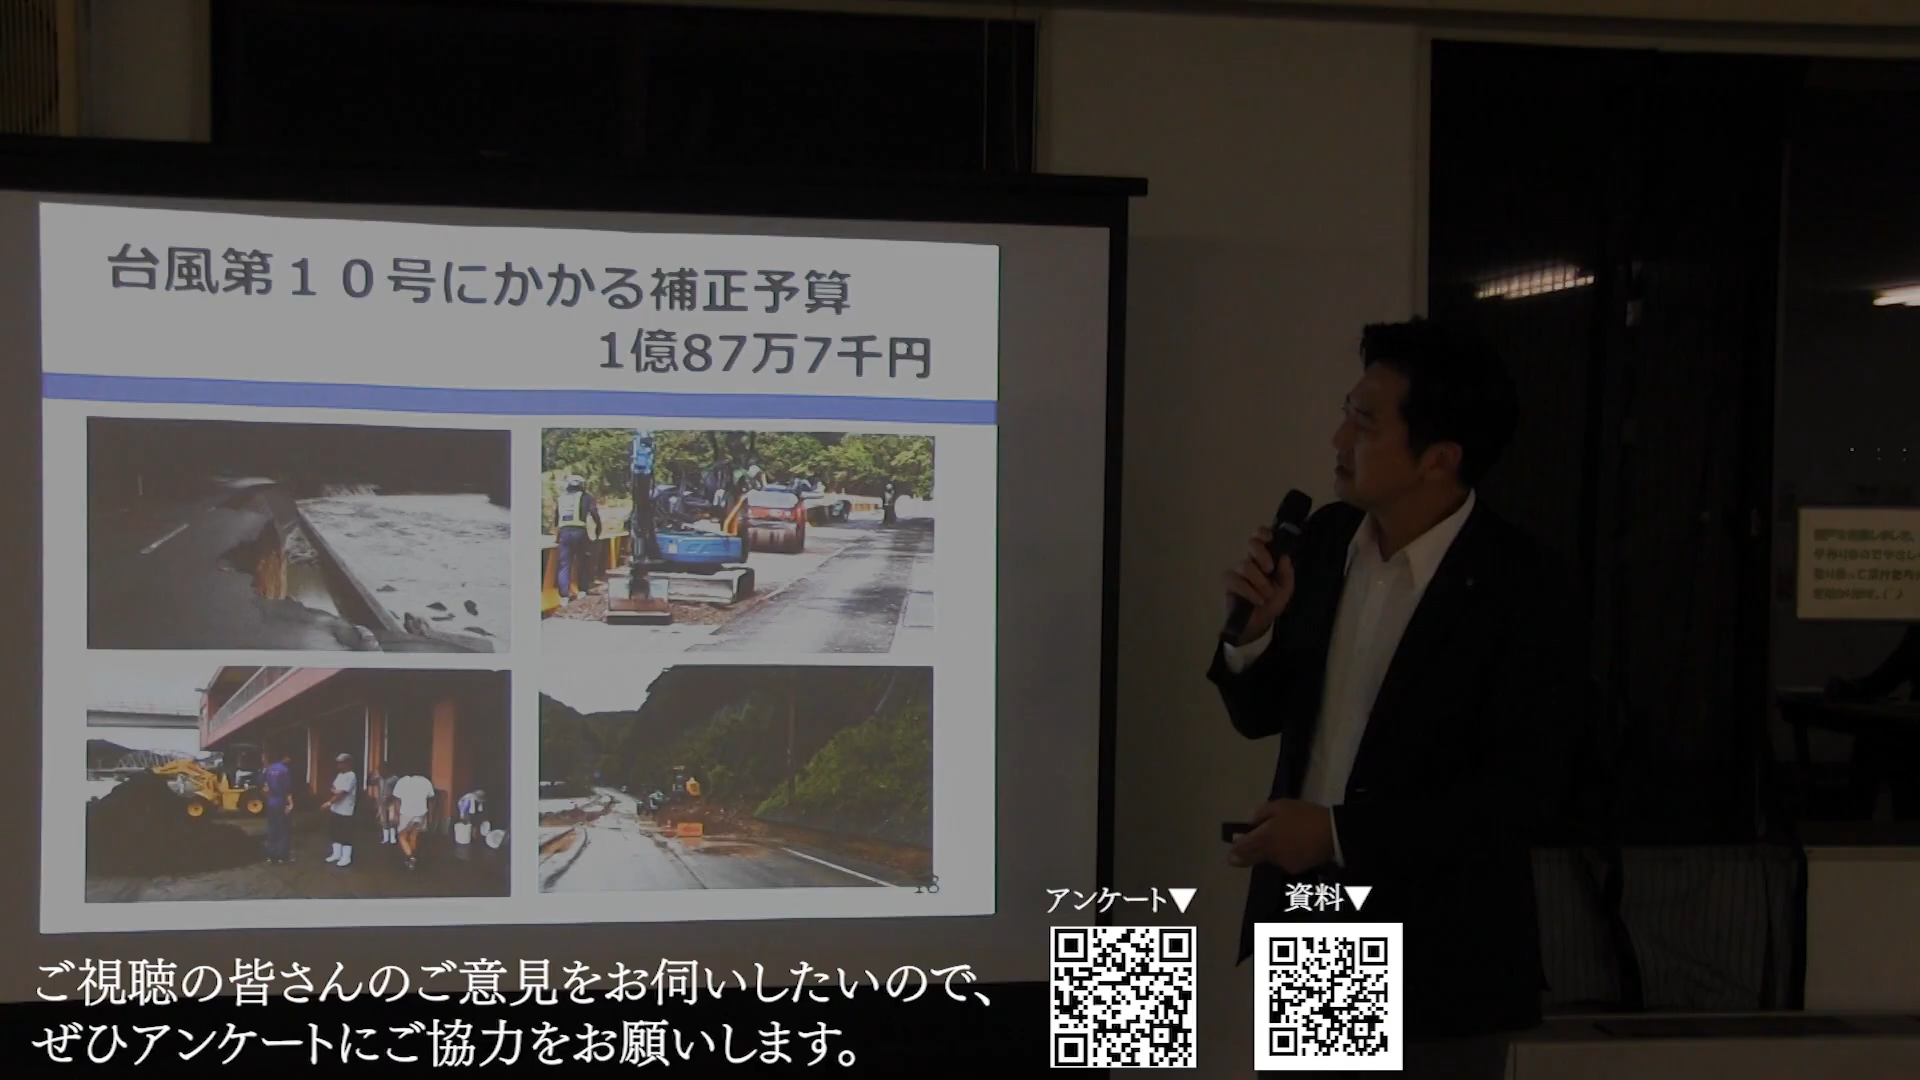 台風第10号にかかる補正予算
1億87万7千円
18
アンケート▼
資料▼
ご視聴の皆さんのご意見をお伺いしたいので、
ぜひアンケートにご協力をお願いします。